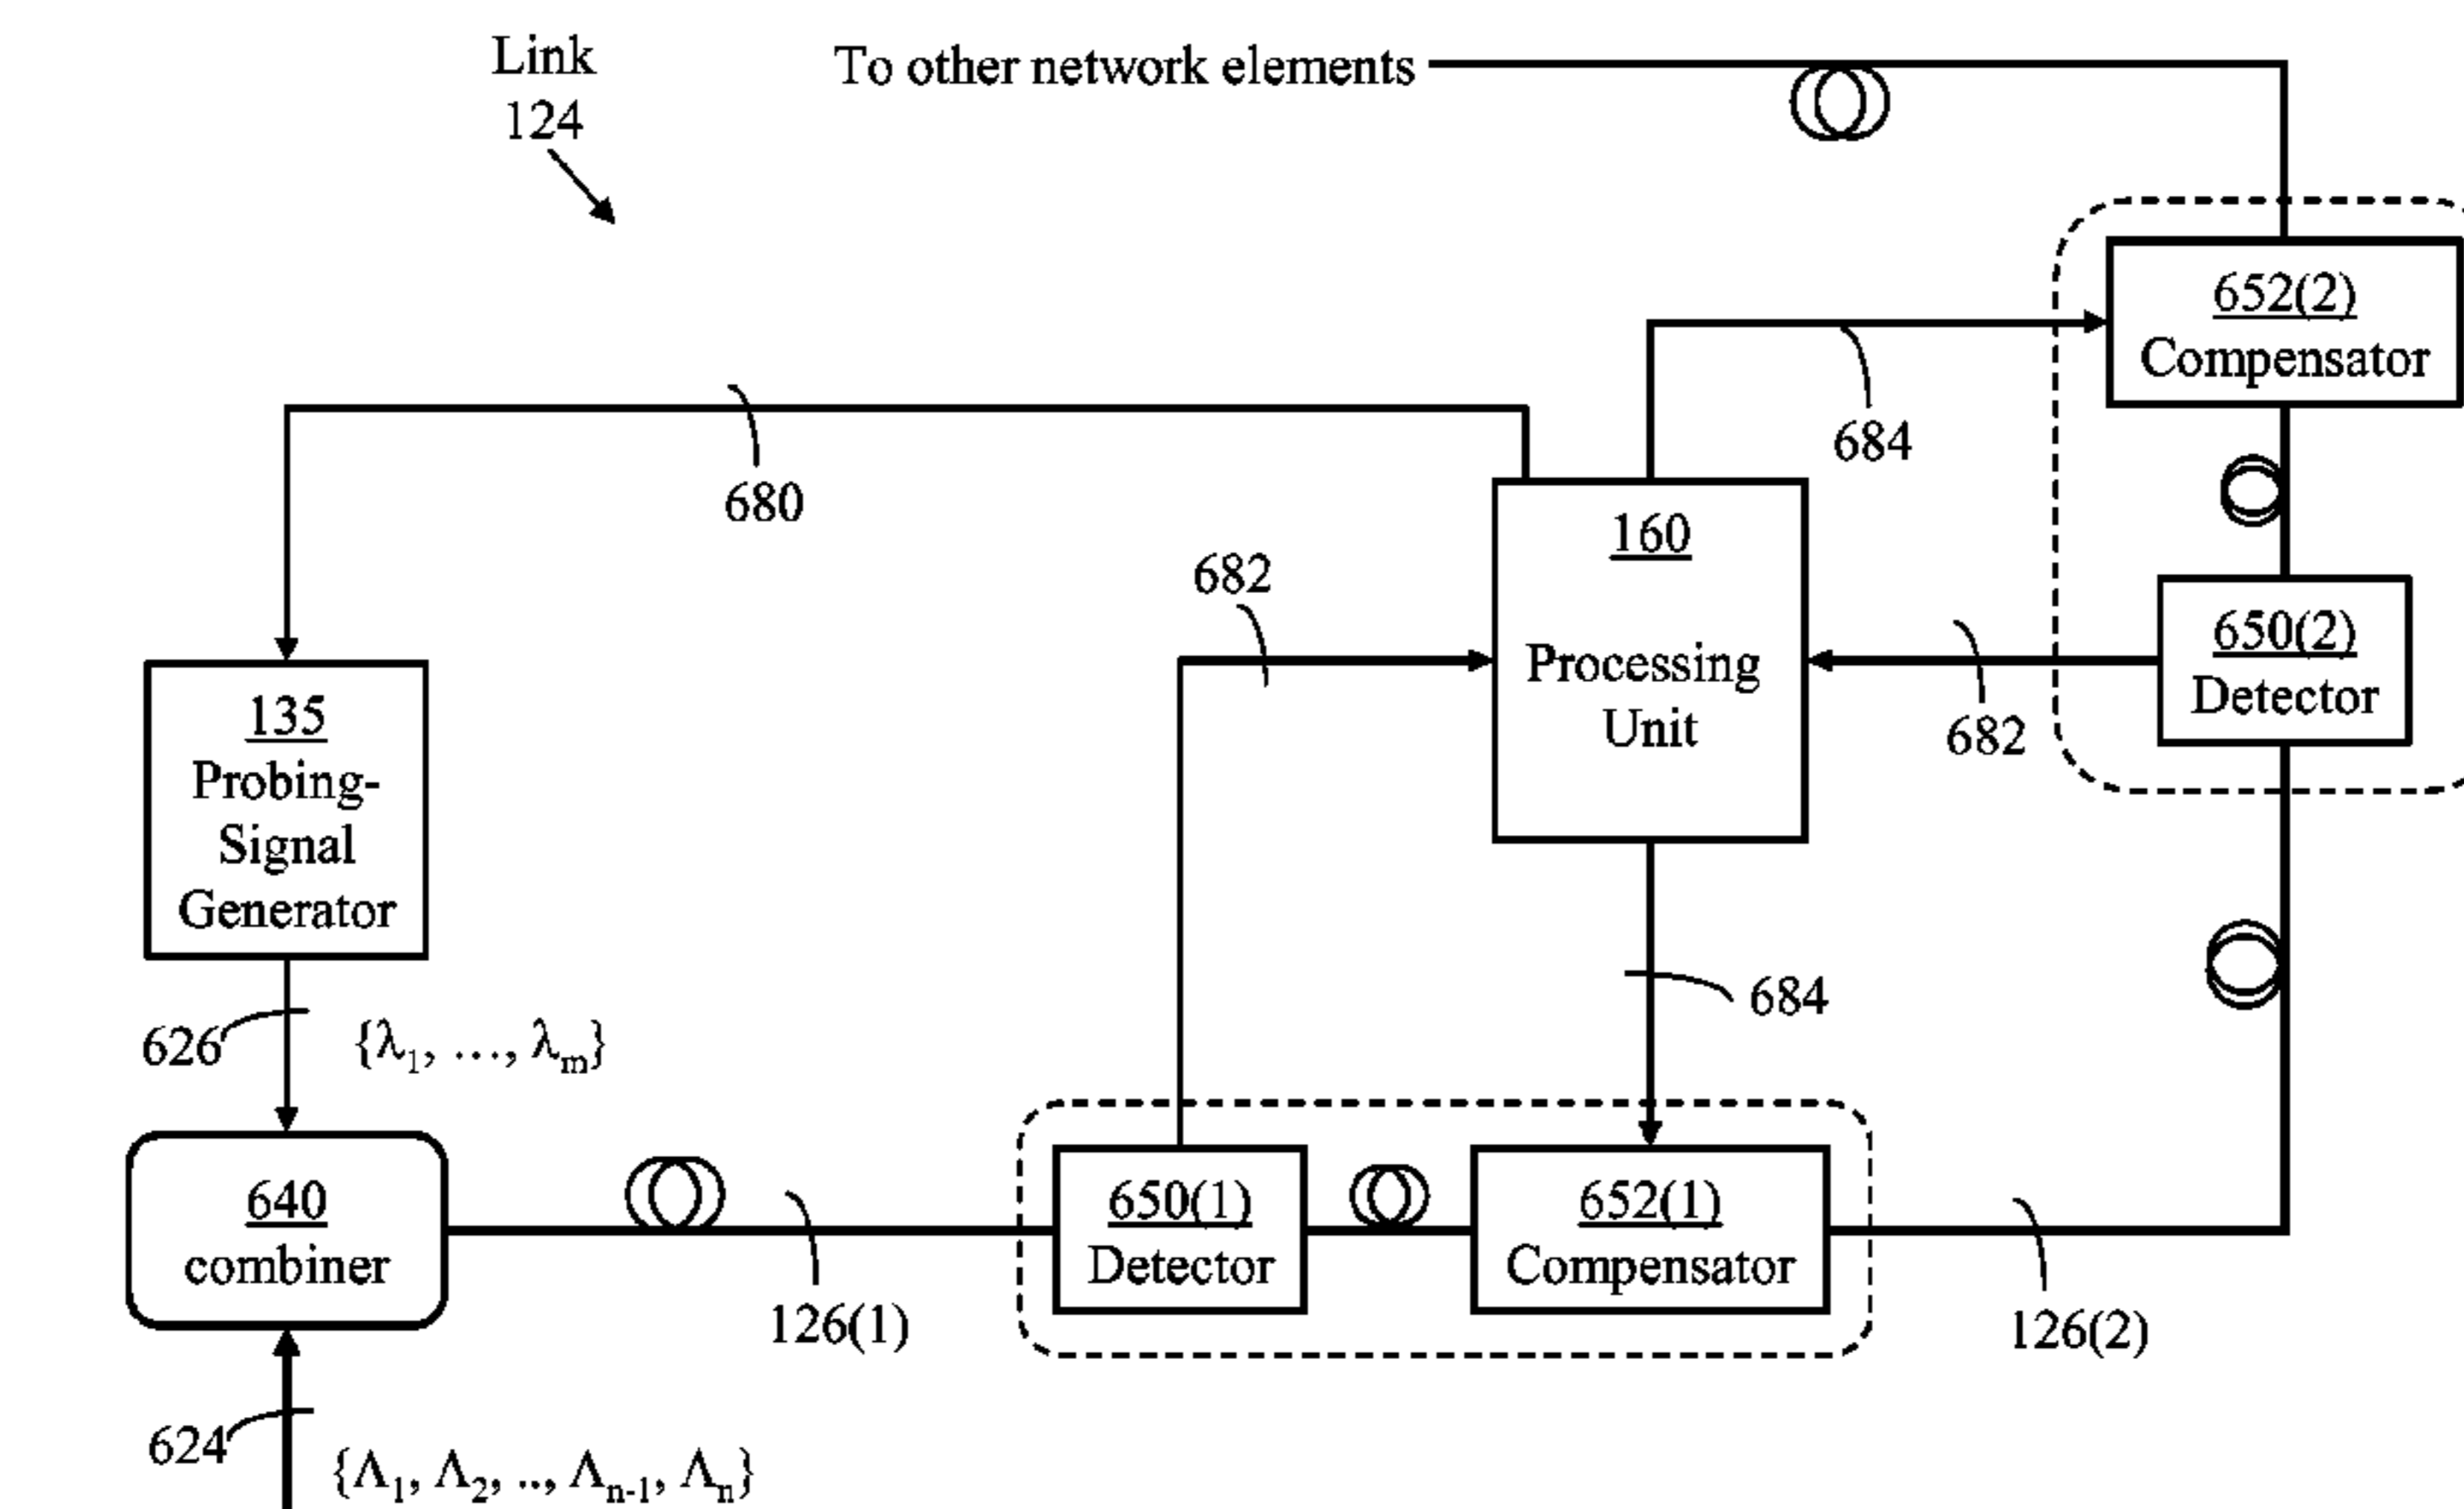 Link
124
To other network elements
652(2)
Compensator
684
680
160
Processing
Unit
682
650(2)
Detector
682
135
Probing-
Signal
Generator
684
626
{λ1, ..., λm}
640
combiner
650(1)
Detector
652(1)
Compensator
126(1)
126(2)
624
{Λ1, Λ2, .., Λn-1, Λn}